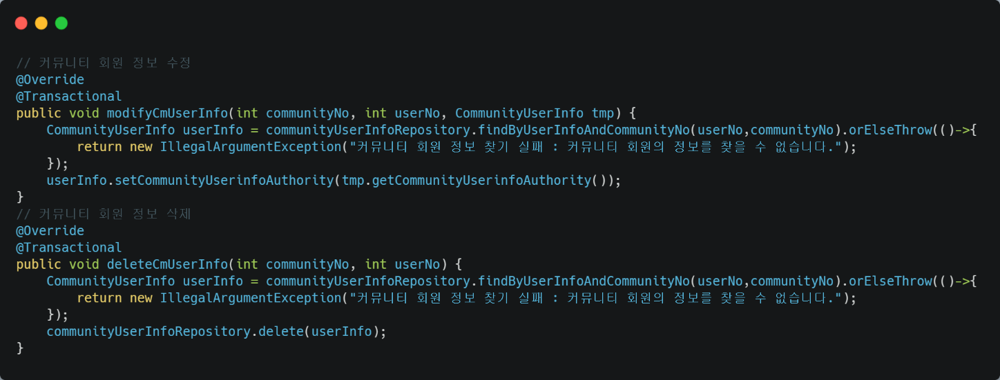 // 커뮤니티 회원 정보 수정
@Override
@Transactional
public void modifyCmUserInfo(int communityNo, int userNo, CommunityUserInfo tmp) {
    CommunityUserInfo userInfo = communityUserInfoRepository.findByUserInfoAndCommunityNo(userNo,communityNo).orElseThrow(()->{
        return new IllegalArgumentException("커뮤니티 회원 정보 찾기 실패 : 커뮤니티 회원의 정보를 찾을 수 없습니다.");
    });
    userInfo.setCommunityUserinfoAuthority(tmp.getCommunityUserinfoAuthority());
}
// 커뮤니티 회원 정보 삭제
@Override
@Transactional
public void deleteCmUserInfo(int communityNo, int userNo) {
    CommunityUserInfo userInfo = communityUserInfoRepository.findByUserInfoAndCommunityNo(userNo,communityNo).orElseThrow(()->{
        return new IllegalArgumentException("커뮤니티 회원 정보 찾기 실패 : 커뮤니티 회원의 정보를 찾을 수 없습니다.");
    });
    communityUserInfoRepository.delete(userInfo);
}